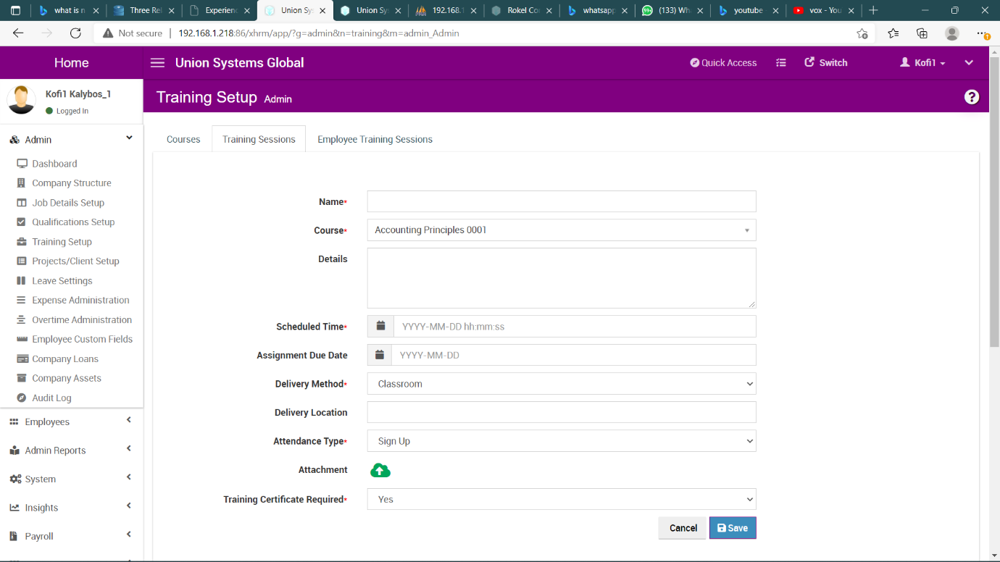 what is n
Three Rel
Experienc
Union Sys
Union Sys
192.168.1
Rokel Cor
whatsapp
(133) Wh
youtube
vox - You
Not secure 192.168.1.218:86/xhrm/app/?g=admin&n=training&m=admin_Admin
Home
Union Systems Global
Quick Access
Switch
Kofi1
Kofi1 Kalybos_1
Logged In
Training Setup Admin
?
Admin
Dashboard
Company Structure
Job Details Setup
Qualifications Setup
Training Setup
Projects/Client Setup
Leave Settings
Expense Administration
Overtime Administration
Employee Custom Fields
Company Loans
Company Assets
Audit Log
Employees
Admin Reports
System
Insights
Payroll
Courses
Training Sessions
Employee Training Sessions
Name*
Course* Accounting Principles 0001
Details
Scheduled Time* YYYY-MM-DD hh:mm:ss
Assignment Due Date YYYY-MM-DD
Delivery Method* Classroom
Delivery Location
Attendance Type* Sign Up
Attachment
Training Certificate Required* Yes
Cancel Save